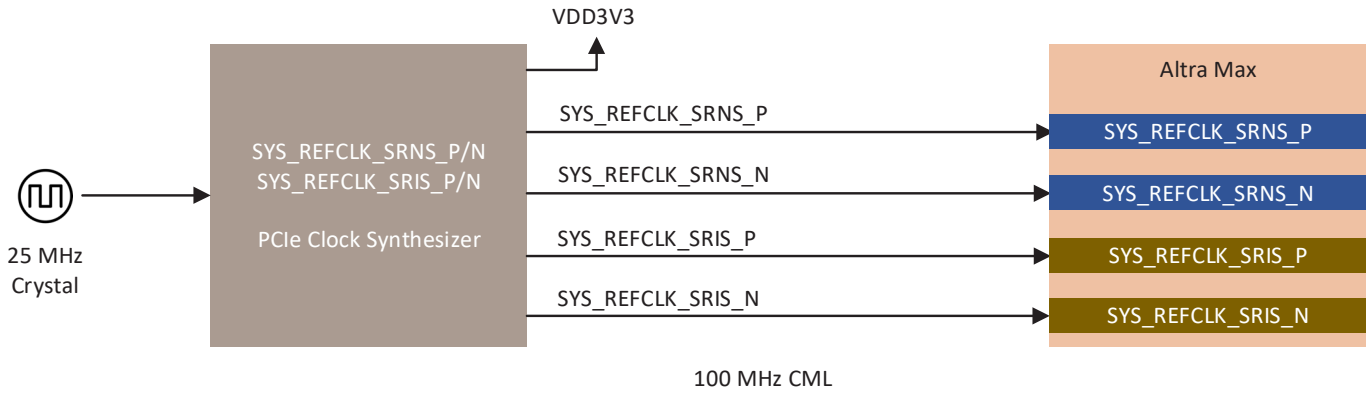 VDD3V3
Altra Max
SYS_REFCLK_SRNS_P
SYS_REFCLK_SRNS_P
SYS_REFCLK_SRNS_P/N
SYS_REFCLK_SRIS_P/N
SYS_REFCLK_SRNS_N
SYS_REFCLK_SRNS_N
PCIe Clock Synthesizer
SYS_REFCLK_SRIS_P
SYS_REFCLK_SRIS_P
25 MHz
Crystal
SYS_REFCLK_SRIS_N
SYS_REFCLK_SRIS_N
100 MHz CML